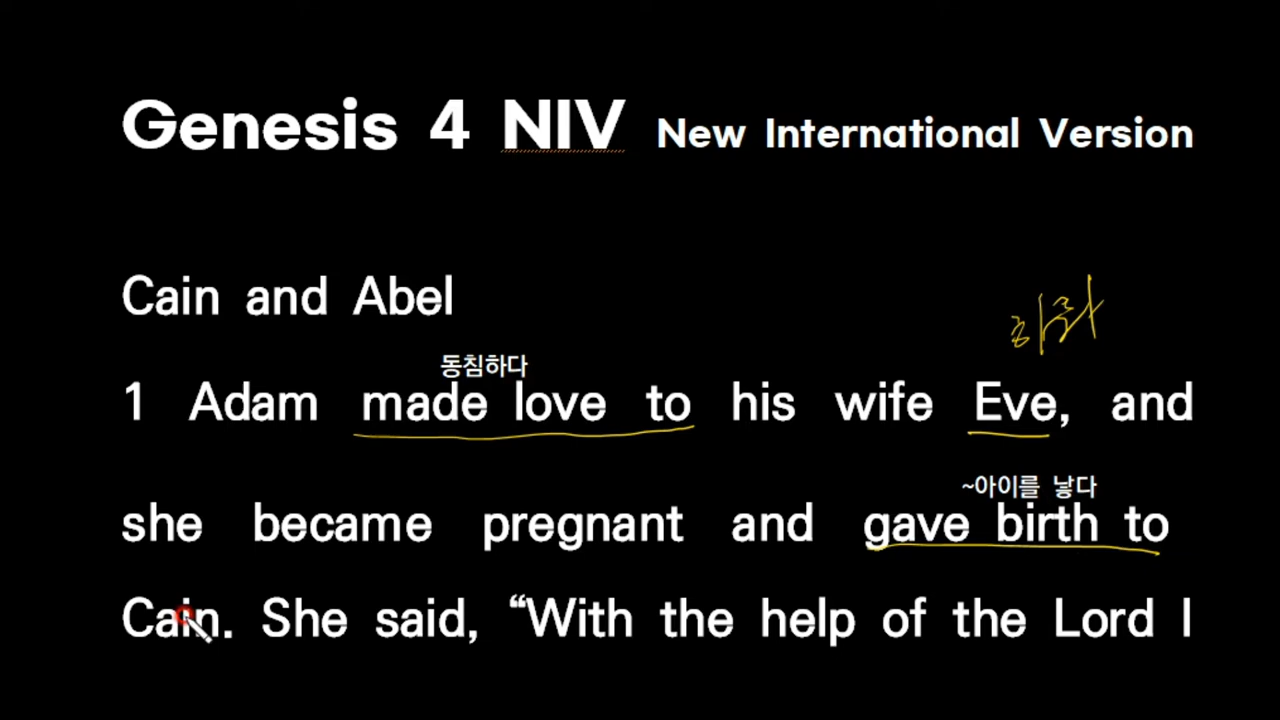 Genesis 4 NIV New International Version
Cain and Abel
하와
동침하다
1 Adam made love to his wife Eve, and
~아이를 낳다
she became pregnant and gave birth to
Cain. She said, “With the help of the Lord I